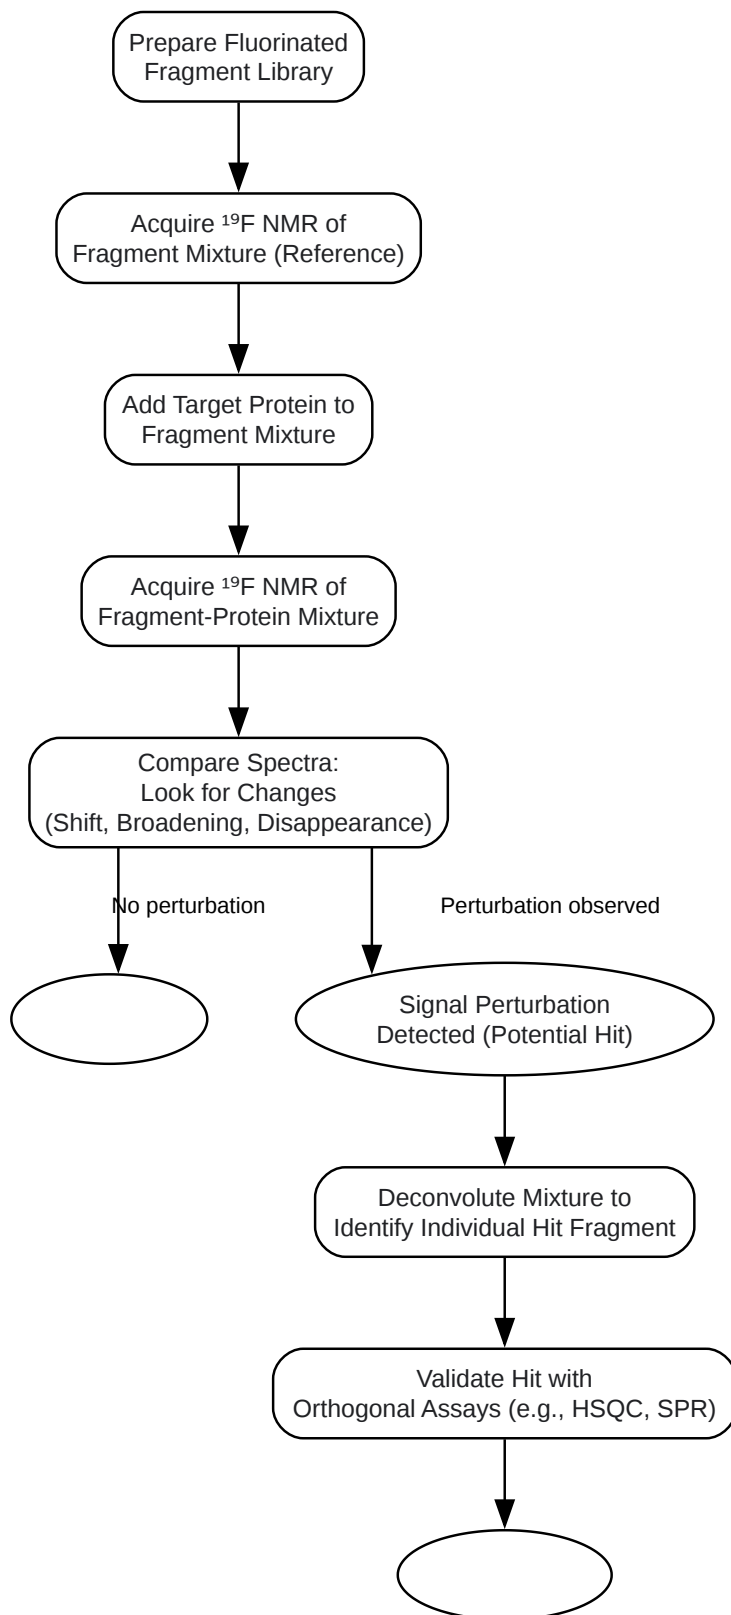 Prepare Fluorinated
Fragment Library
Acquire ¹⁹F NMR of
Fragment Mixture (Reference)
Add Target Protein to
Fragment Mixture
Acquire ¹⁹F NMR of
Fragment-Protein Mixture
Compare Spectra:
Look for Changes
(Shift, Broadening, Disappearance)
No perturbation
Perturbation observed
Signal Perturbation
Detected (Potential Hit)
Deconvolute Mixture to
Identify Individual Hit Fragment
Validate Hit with
Orthogonal Assays (e.g., HSQC, SPR)